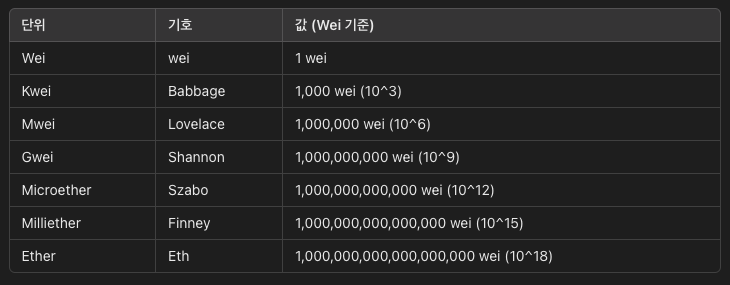 단위 기호 값 (Wei 기준)
Wei wei 1 wei
Kwei Babbage 1,000 wei (10^3)
Mwei Lovelace 1,000,000 wei (10^6)
Gwei Shannon 1,000,000,000 wei (10^9)
Microether Szabo 1,000,000,000,000 wei (10^12)
Milliether Finney 1,000,000,000,000,000 wei (10^15)
Ether Eth 1,000,000,000,000,000,000 wei (10^18)